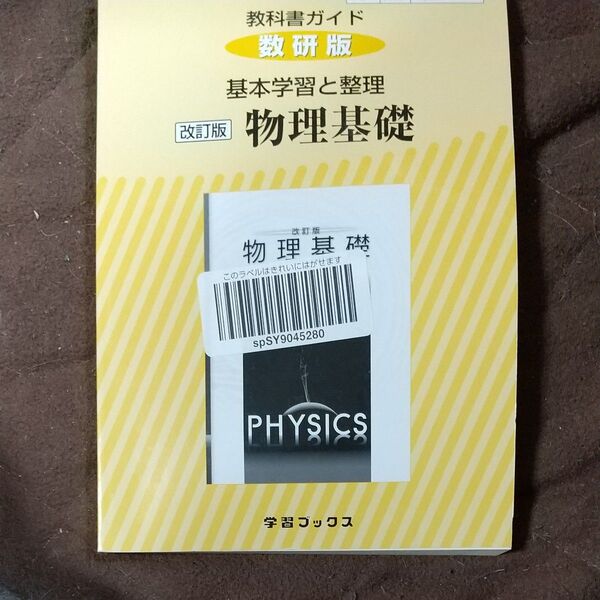 教科書ガイド
数研版
基本学習と整理
改訂版 物理基礎
改訂版
物理基礎
このラベルはきれいにはがせます
spSY9045280
PHYSICS
学習ブックス